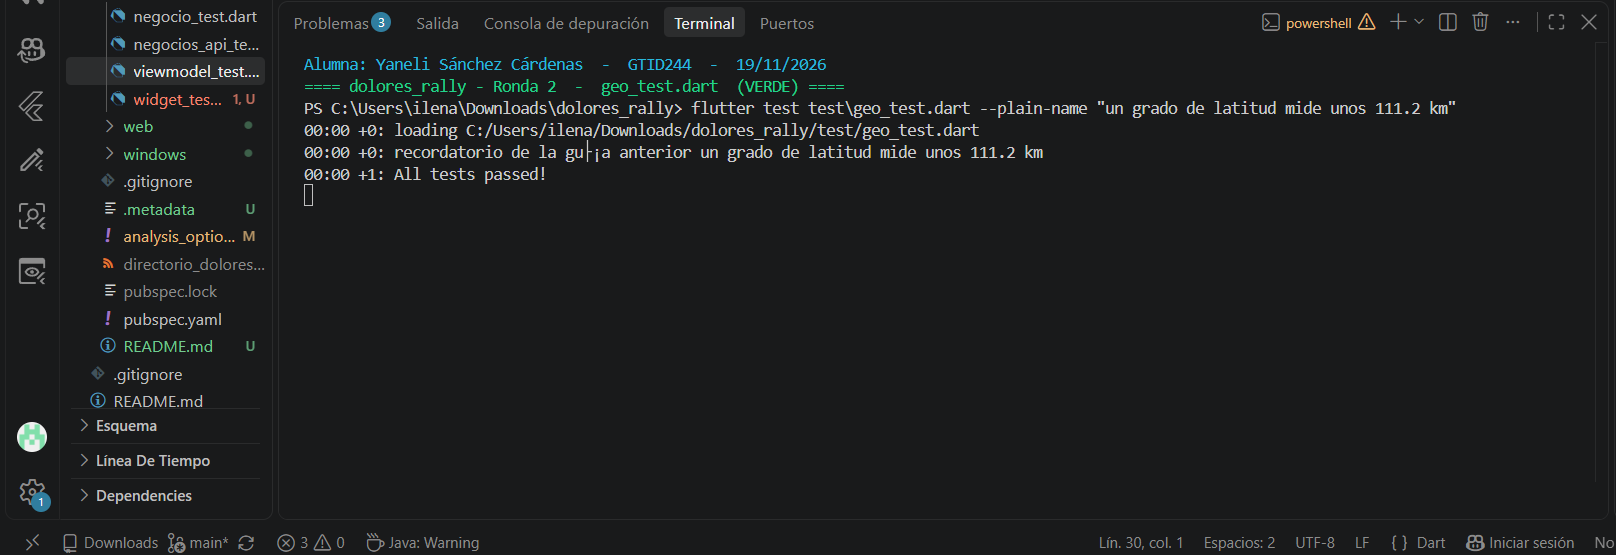 negocio_test.dart
negocios_api_te...
viewmodel_test....
widget_tes... 1, U
web
windows
.gitignore
.metadata U
analysis_optio... M
directorio_dolores...
pubspec.lock
pubspec.yaml
README.md U
.gitignore
README.md
Esquema
Línea De Tiempo
Dependencies
1
Problemas 3 Salida Consola de depuración Terminal Puertos
powershell
Alumna: Yaneli Sánchez Cárdenas - GTID244 - 19/11/2026
==== dolores_rally - Ronda 2 - geo_test.dart (VERDE) ====
PS C:\Users\ilena\Downloads\dolores_rally> flutter test test\geo_test.dart --plain-name "un grado de latitud mide unos 111.2 km"
00:00 +0: loading C:/Users/ilena/Downloads/dolores_rally/test/geo_test.dart
00:00 +0: recordatorio de la gu├¡a anterior un grado de latitud mide unos 111.2 km
00:00 +1: All tests passed!
Downloads main* 3 0 Java: Warning Lín. 30, col. 1 Espacios: 2 UTF-8 LF { } Dart Iniciar sesión No